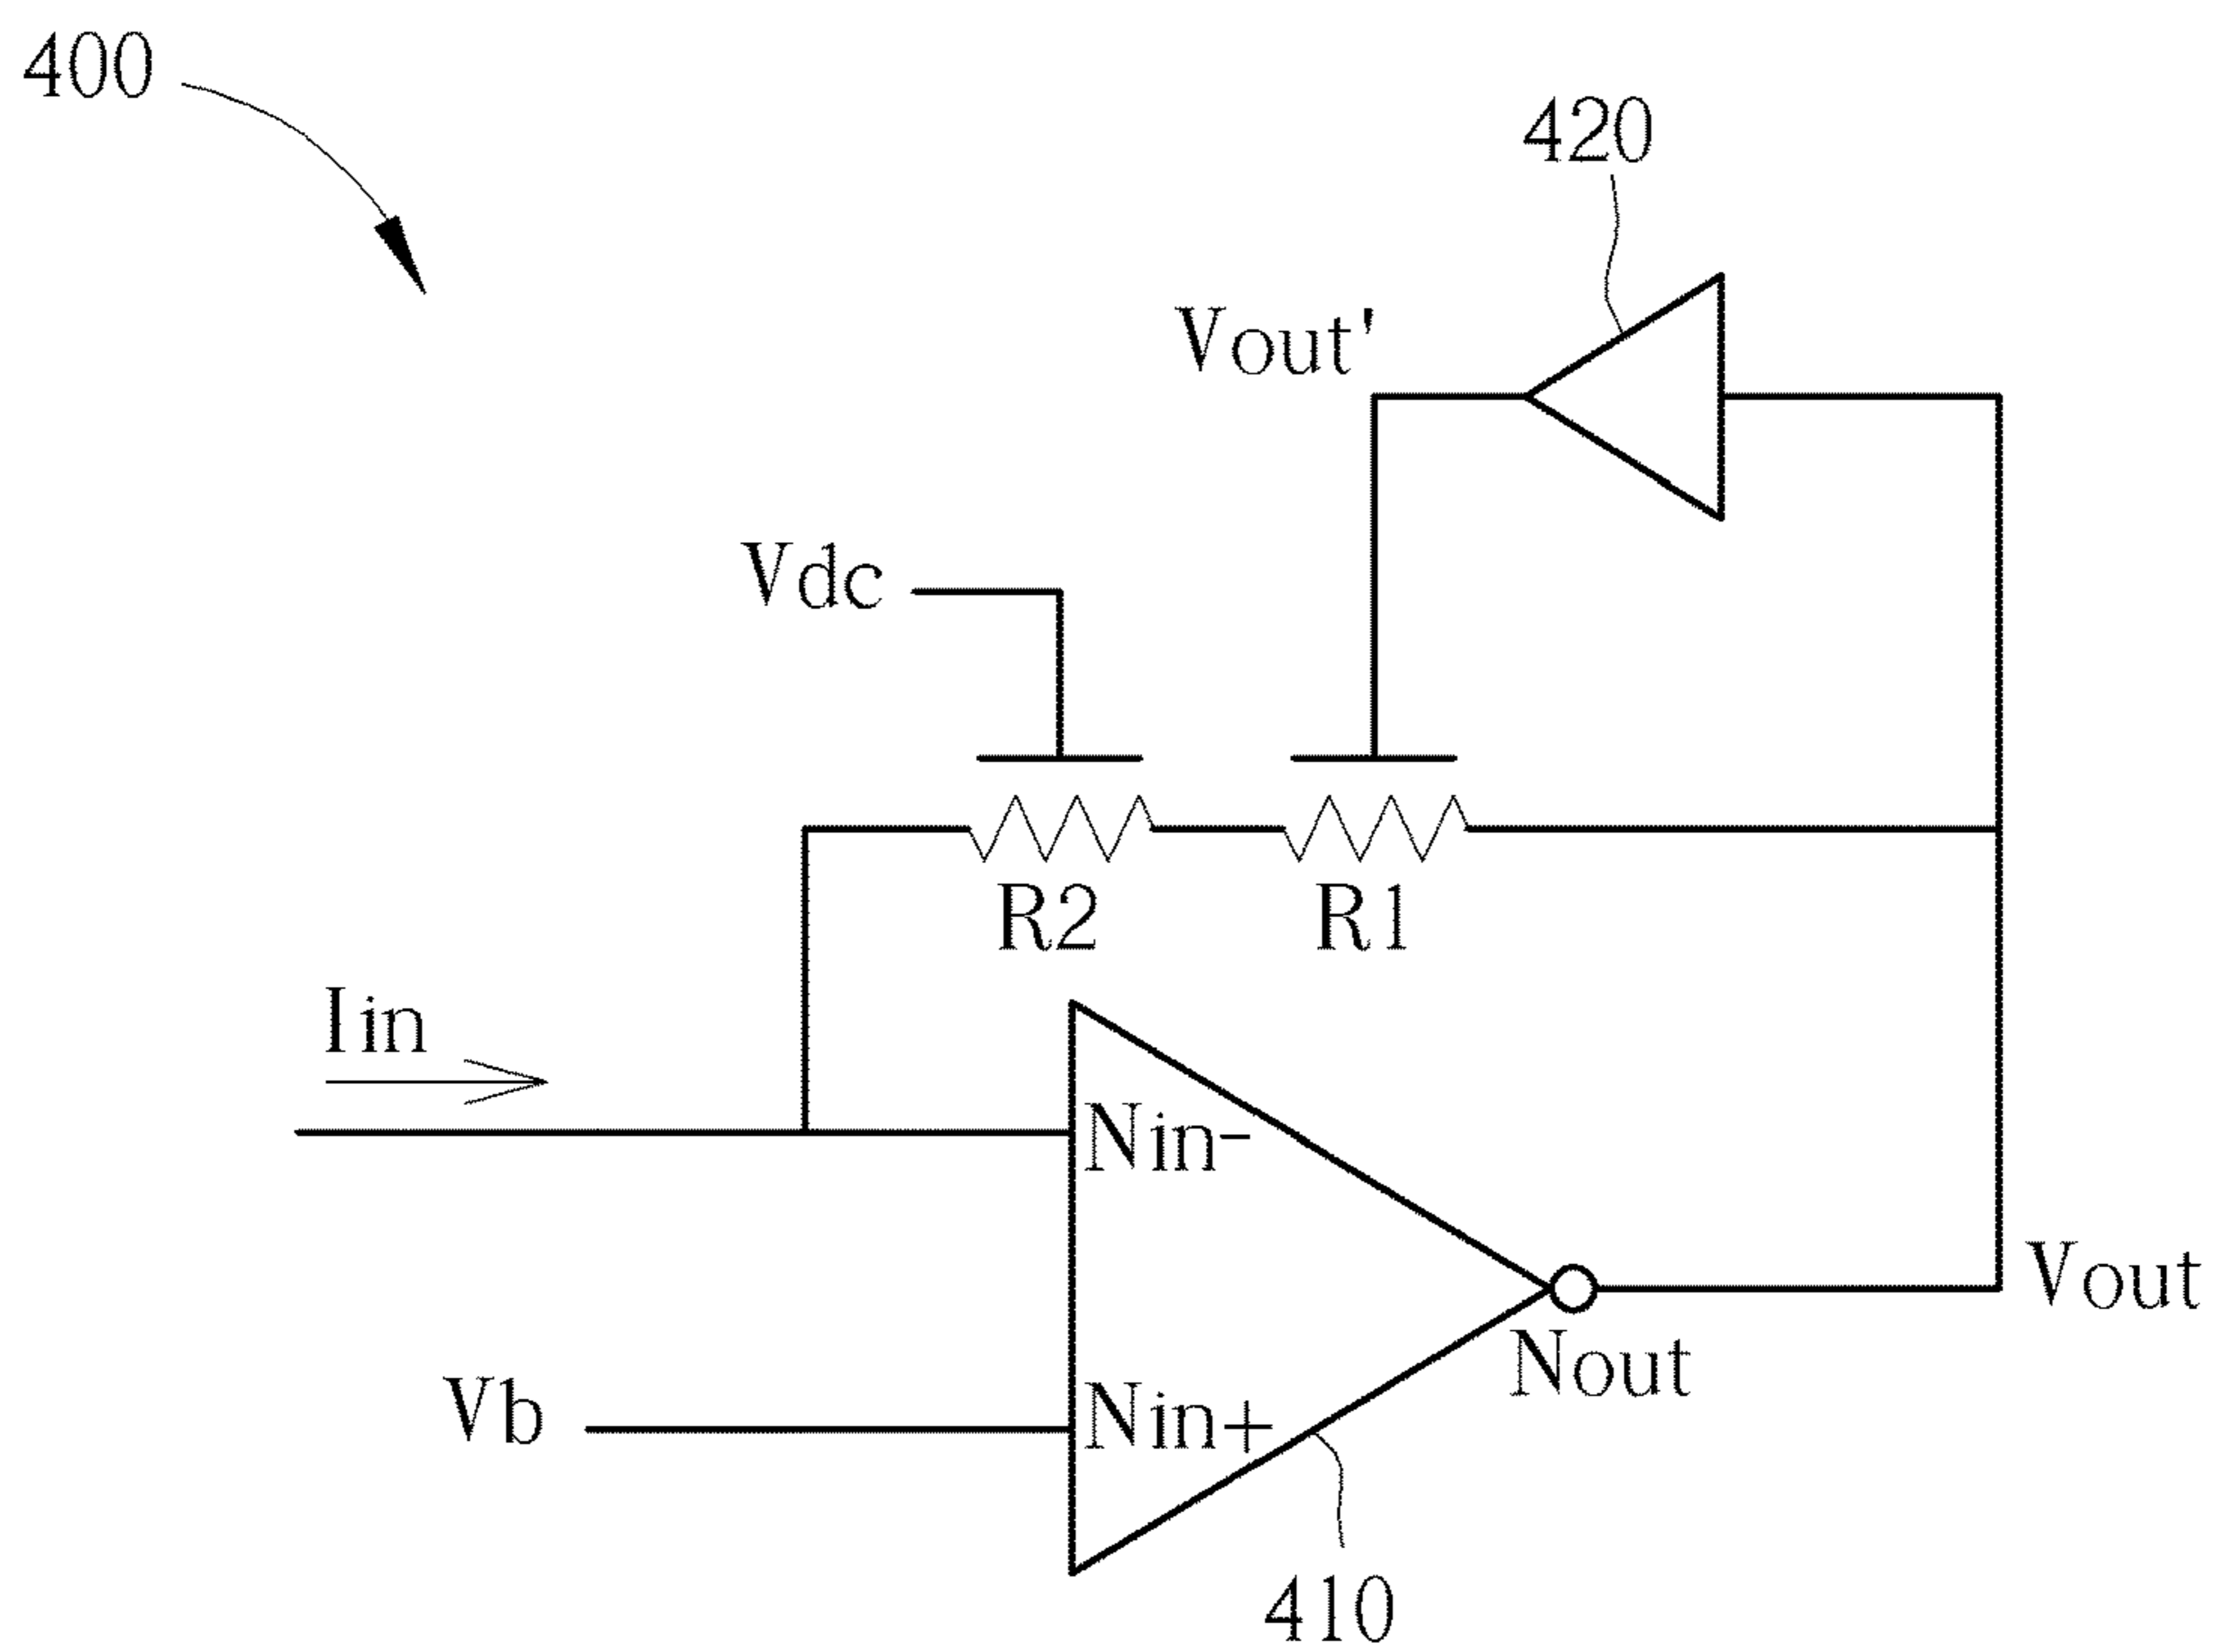 400
420
Vout'
Vdc
R2
R1
Iin
Nin-
Vout
Nout
Vb
Nin+
410